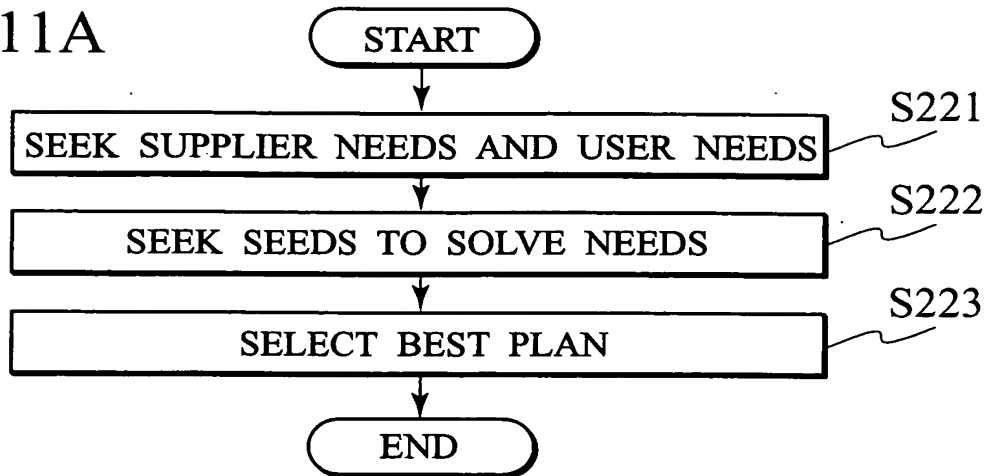 11A
START
SEEK SUPPLIER NEEDS AND USER NEEDS
S221
SEEK SEEDS TO SOLVE NEEDS
S222
SELECT BEST PLAN
S223
END